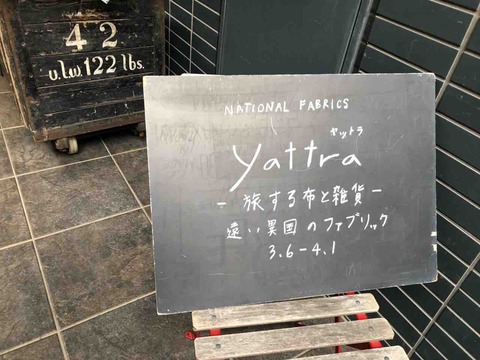 42
U.l.w. 122 lbs.
NATIONAL FABRICS
ヤットラ
yattra
- 旅する布と雑貨 -
遠い異国のファブリック
3.6-4.1